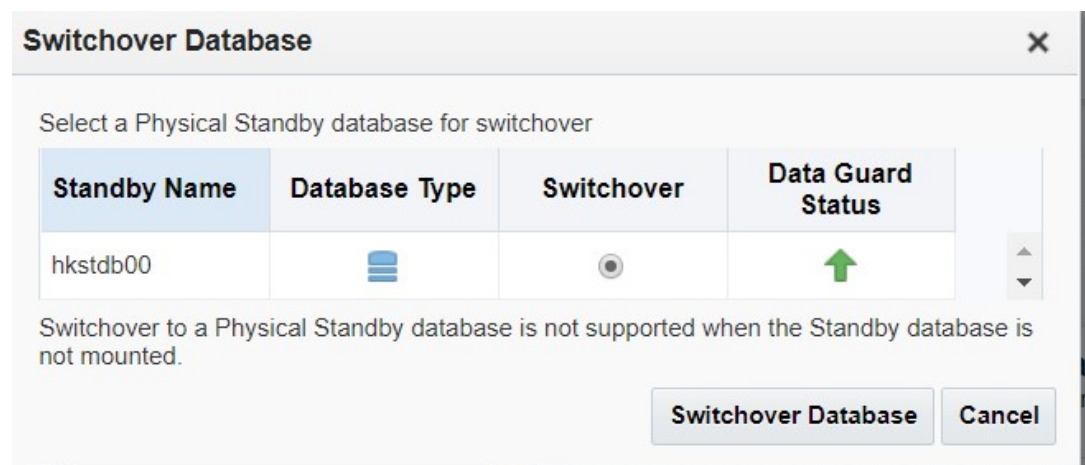 Switchover Database
Select a Physical Standby database for switchover
Standby Name Database Type Switchover Data Guard
Status
hkstdb00
Switchover to a Physical Standby database is not supported when the Standby database is
not mounted.
Switchover Database Cancel